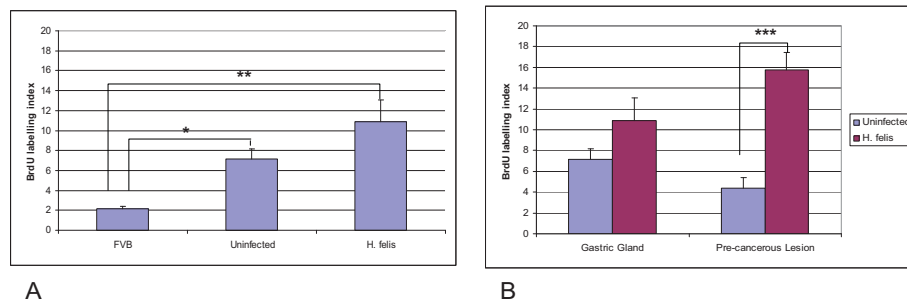 20
18
16
14
12
10
8
6
4
2
0
BrdU labelling index
**
*
FVB
Uninfected
H. felis
A
20
18
16
14
12
10
8
6
4
2
0
BrdU labelling index
***
Gastric Gland
Pre-cancerous Lesion
Uninfected
H. felis
B